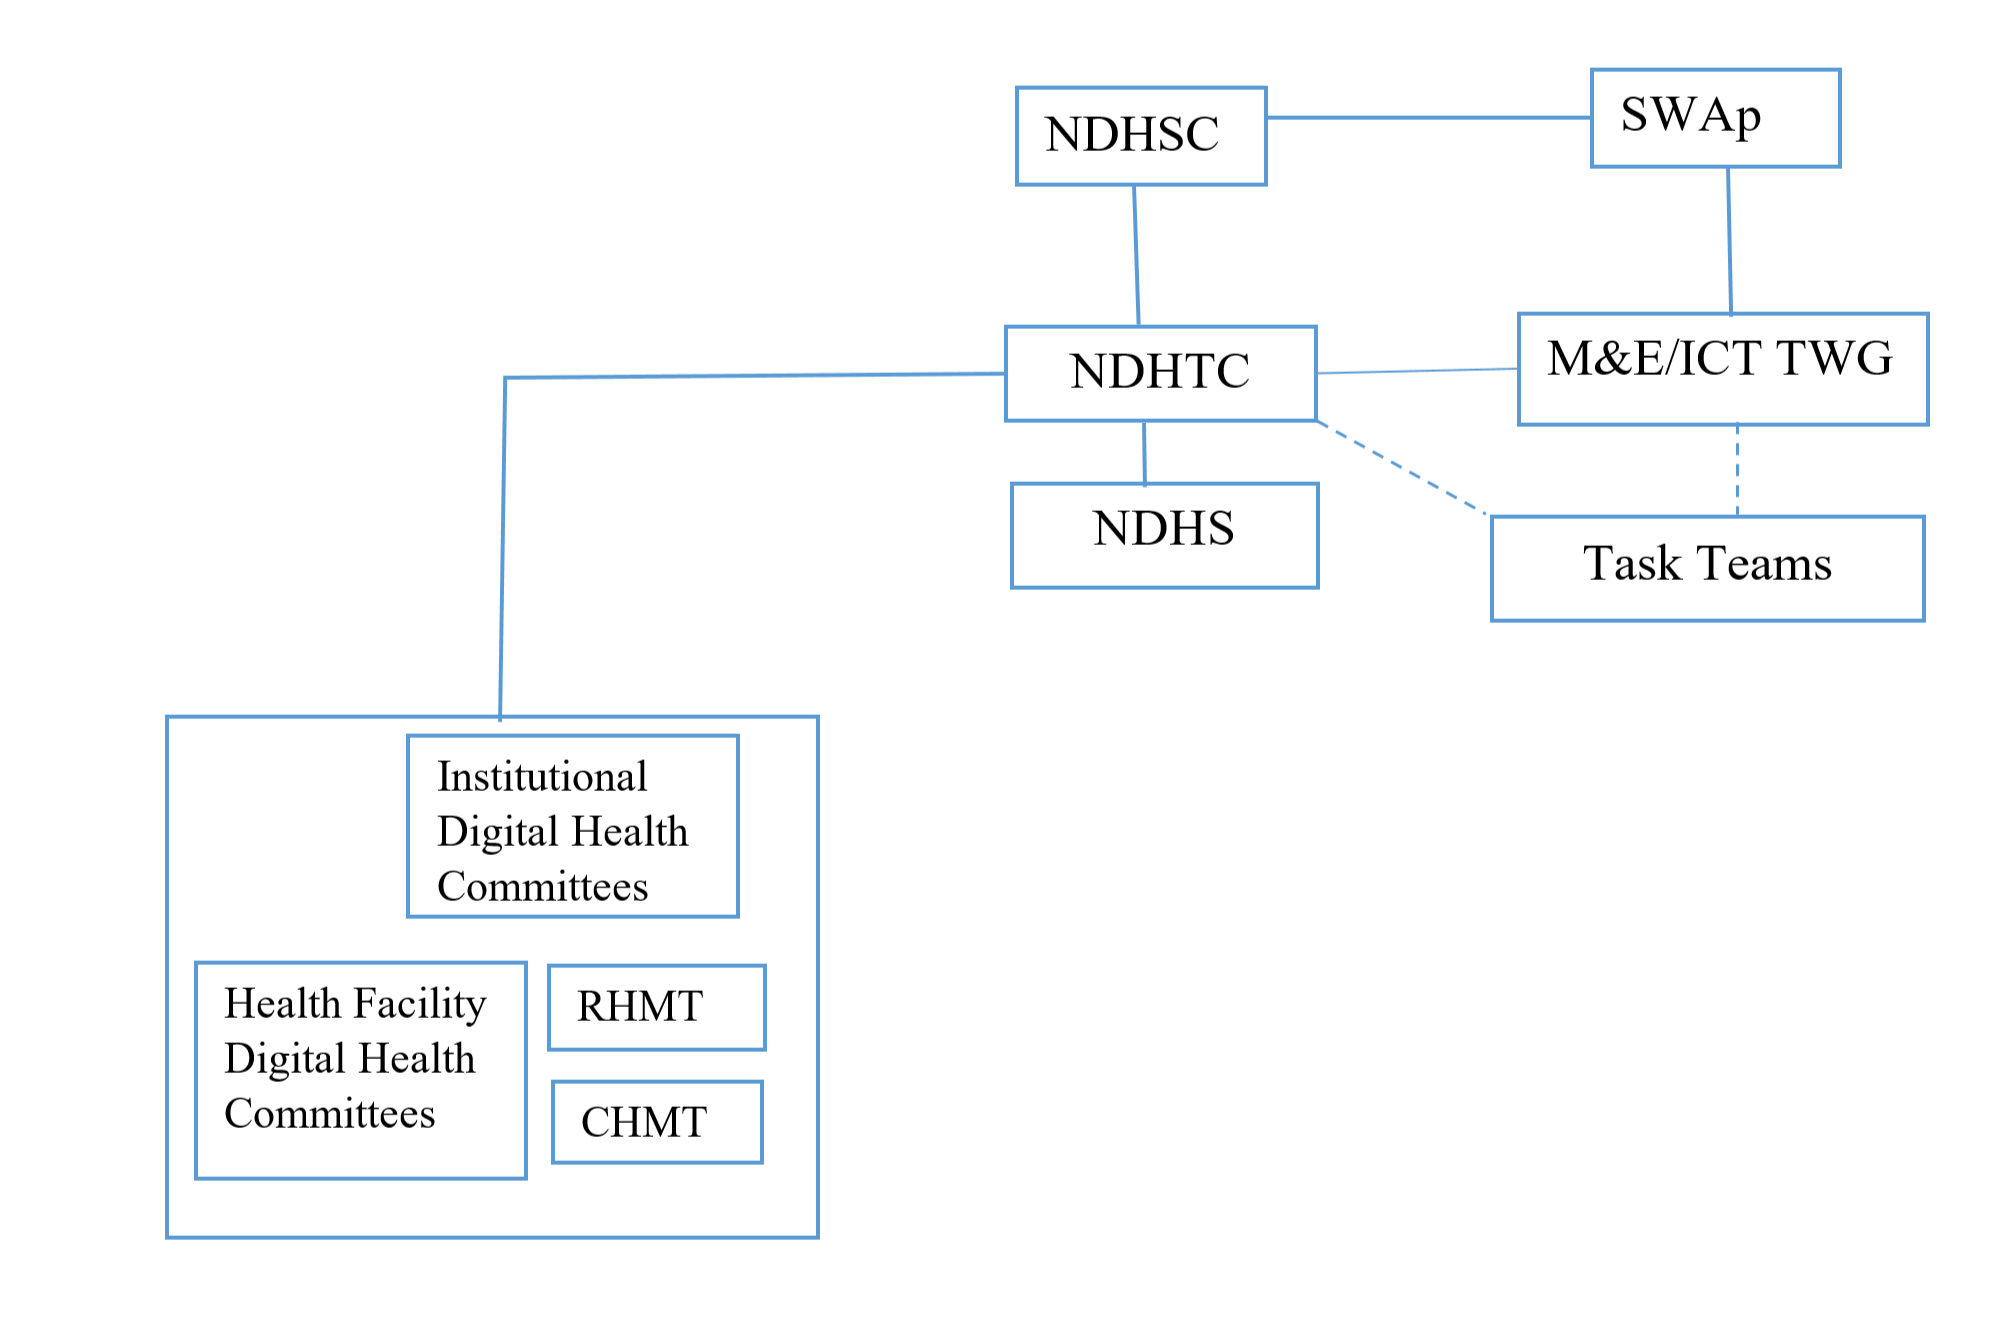 NDHSC
SWAp
NDHTC
M&E/ICT TWG
NDHS
Task Teams
Institutional
Digital Health
Committees
Health Facility
Digital Health
Committees
RHMT
CHMT